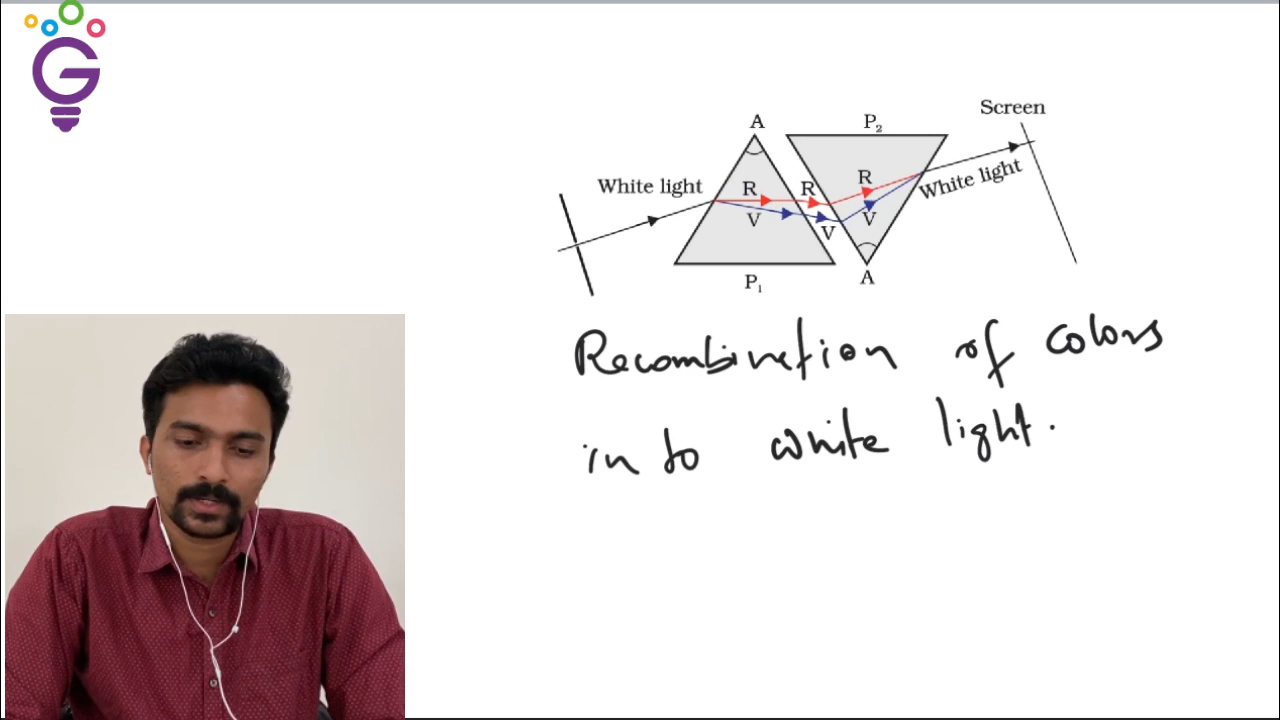 G
Screen
A
P₂
White light
R
R
R
White light
V
V
V
P₁
A
Recombination of colors
in to white light.